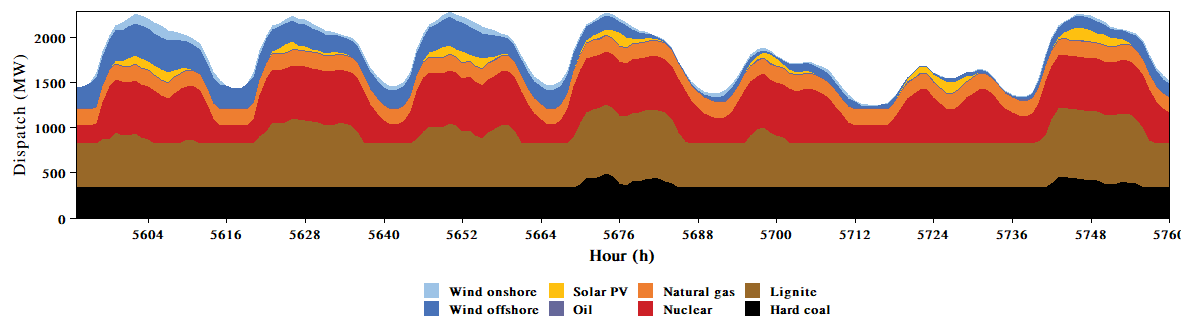 Dispatch (MW)
2000
1500
1000
500
0
5604 5616 5628 5640 5652 5664 5676 5688 5700 5712 5724 5736 5748 5760
Hour (h)
Wind onshore Solar PV Natural gas Lignite
Wind offshore Oil Nuclear Hard coal